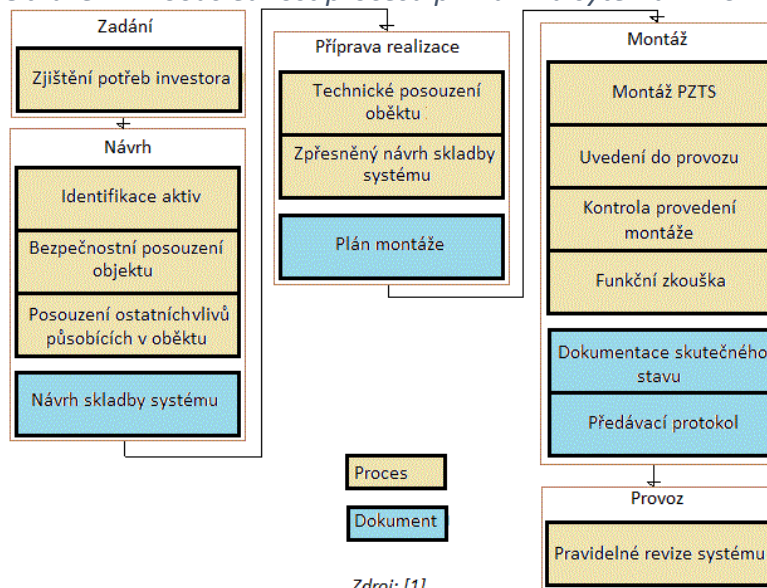 Zadání
Zjištění potřeb investora
Návrh
Identifikace aktiv
Bezpečnostní posouzení
objektu
Posouzení ostatníchvlivů
působících v oběktu
Návrh skladby systému
Příprava realizace
Technické posouzení
oběktu
Zpřesněný návrh skladby
systému
Plán montáže
Montáž
Montáž PZTS
Uvedení do provozu
Kontrola provedení
montáže
Funkční zkouška
Dokumentace skutečného
stavu
Předávací protokol
Provoz
Pravidelné revize systému
Proces
Dokument
Zdroj: [1]